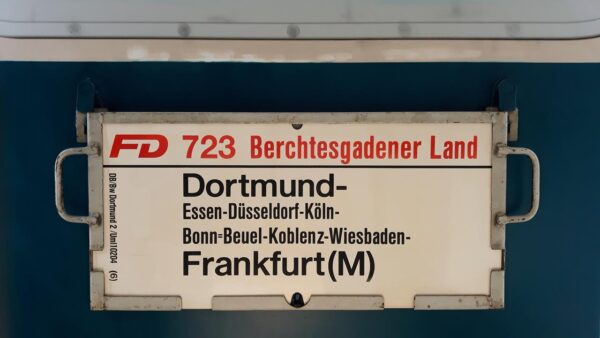 FD 723 Berchtesgadener Land
Dortmund-
Essen-Düsseldorf-Köln-
Bonn=Beuel-Koblenz-Wiesbaden-
Frankfurt(M)